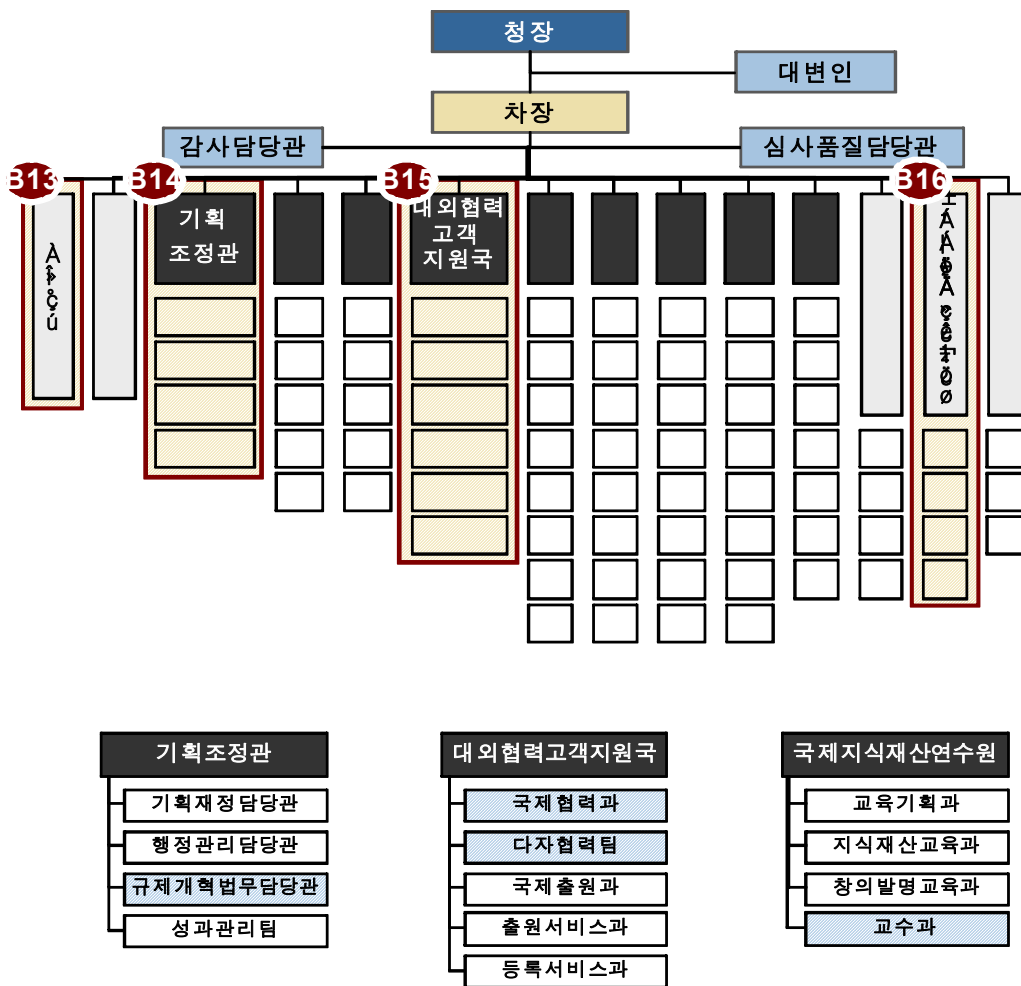 청장
대변인
차장
감사담당관
심사품질담당관
B13
B14
B15
B16
기획
조정관
대외협력
고객
지원국
기획조정관
기획재정담당관
행정관리담당관
규제개혁법무담당관
성과관리팀
대외협력고객지원국
국제협력과
다자협력팀
국제출원과
출원서비스과
등록서비스과
국제지식재산연수원
교육기획과
지식재산교육과
창의발명교육과
교수과